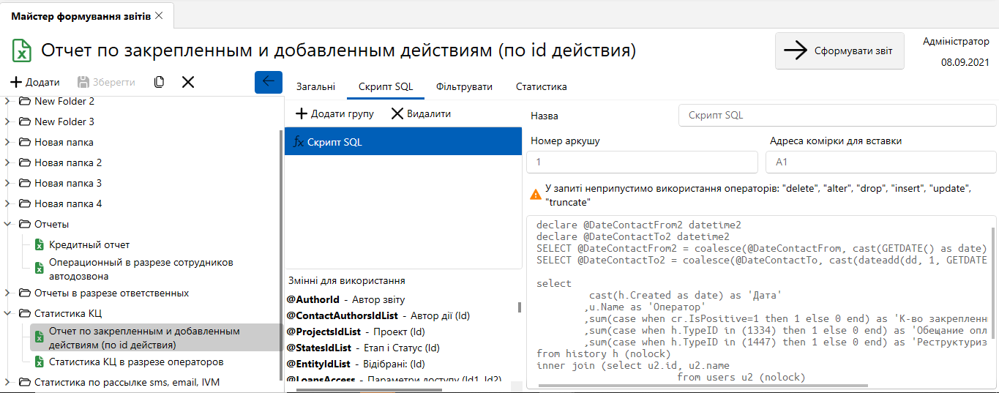 Майстер формування звітів
Отчет по закрепленным и добавленным действиям (по id действия)
Сформувати звіт
Адміністратор
08.09.2021
Додати
Зберегти
New Folder 2
New Folder 3
Новая папка
Новая папка 2
Новая папка 3
Новая папка 4
Отчеты
Кредитный отчет
Операционный в разрезе сотрудников
автодозвона
Отчеты в разрезе ответственных
Статистика КЦ
Отчет по закрепленным и добавленным
действиям (по id действия)
Статистика КЦ в разрезе операторов
Статистика по рассылке sms, email, IVM
Загальні
Скрипт SQL
Фільтрувати
Статистика
Додати групу
Видалити
Скрипт SQL
Змінні для використання
@AuthorId - Автор звіту
@ContactAuthorsIdList - Автор дії (Id)
@ProjectsIdList - Проект (Id)
@StatesIdList - Етап і Статус (Id)
@EntityIdList - Відібрані: (Id)
@LoansAccess - Параметри доступу (Id1, Id2)
Назва
Скрипт SQL
Номер аркушу
Адреса комірки для вставки
1
A1
У запиті неприпустимо використання операторів: "delete", "alter", "drop", "insert", "update",
"truncate"
declare @DateContactFrom2 datetime2
declare @DateContactTo2 datetime2
SELECT @DateContactFrom2 = coalesce(@DateContactFrom, cast(GETDATE() as date)
SELECT @DateContactTo2 = coalesce(@DateContactTo, cast(dateadd(dd, 1, GETDATE
select
cast(h.Created as date) as 'Дата'
,u.Name as 'Оператор'
,sum(case when cr.IsPositive=1 then 1 else 0 end) as 'К-во закрепленн
,sum(case when h.TypeID in (1334) then 1 else 0 end) as 'Обещание опл
,sum(case when h.TypeID in (1447) then 1 else 0 end) as 'Реструктуриз
from history h (nolock)
inner join (select u2.id, u2.name
from users u2 (nolock)